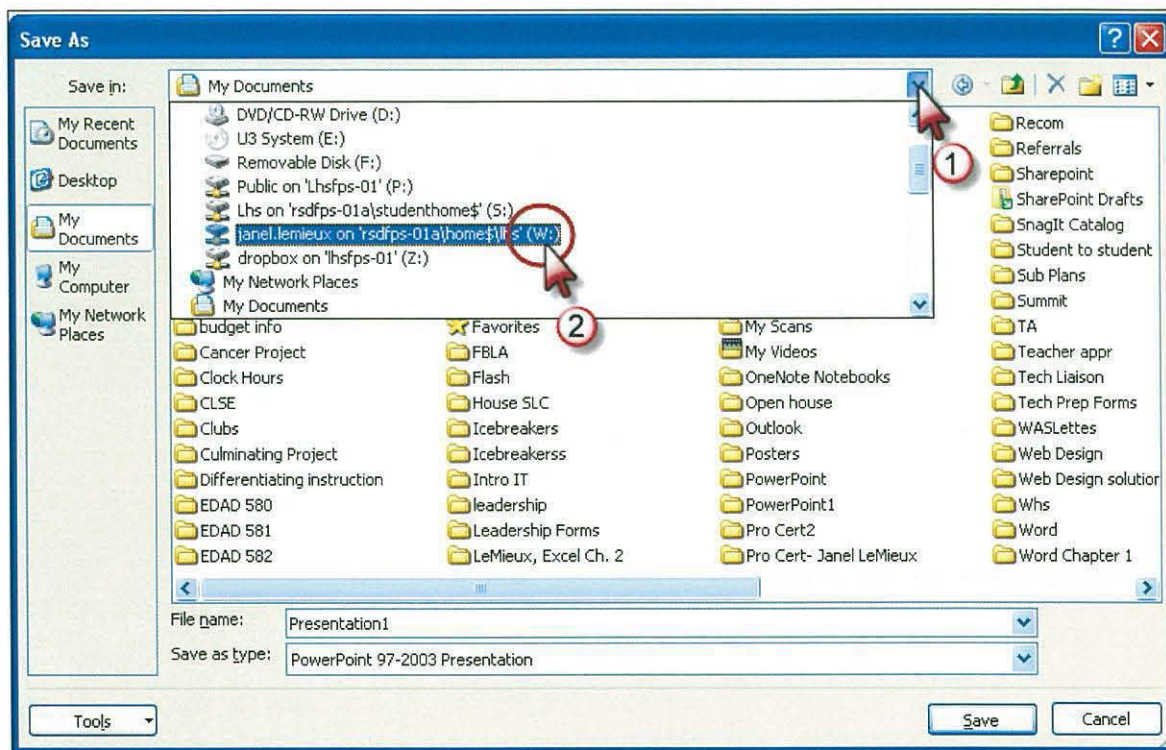 Save As
Save in:
My Documents
My Recent
Documents
Desktop
My
Documents
My
Computer
My Network
Places
DVD/CD-RW Drive (D:)
U3 System (E:)
Removable Disk (F:)
Public on 'Lhsfps-01' (P:)
Lhs on 'rsdfps-01a\studenthome$' (S:)
janel.lemieux on 'rsdfps-01a\home$\lhs' (W:)
dropbox on 'lhsfps-01' (Z:)
My Network Places
My Documents
1
2
budget info
Cancer Project
Clock Hours
CLSE
Clubs
Culminating Project
Differentiating instruction
EDAD 580
EDAD 581
EDAD 582
Favorites
FBLA
Flash
House SLC
Icebreakers
Icebreakerss
Intro IT
leadership
Leadership Forms
LeMieux, Excel Ch. 2
My Scans
My Videos
OneNote Notebooks
Open house
Outlook
Posters
PowerPoint
PowerPoint1
Pro Cert2
Pro Cert- Janel LeMieux
Recom
Referrals
Sharepoint
SharePoint Drafts
SnagIt Catalog
Student to student
Sub Plans
Summit
TA
Teacher appr
Tech Liaison
Tech Prep Forms
WASLettes
Web Design
Web Design solution
Whs
Word
Word Chapter 1
File name:
Presentation1
Save as type:
PowerPoint 97-2003 Presentation
Tools
Save
Cancel